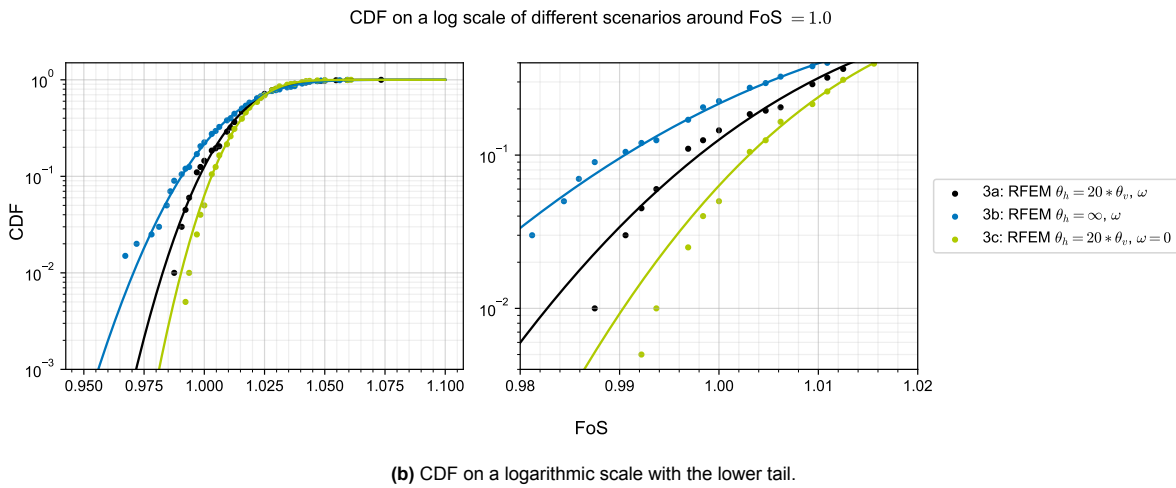 CDF on a log scale of different scenarios around FoS = 1.0
CDF
10⁰
10⁻¹
10⁻²
10⁻³
0.950 0.975 1.000 1.025 1.050 1.075 1.100
10⁻¹
10⁻²
0.98 0.99 1.00 1.01 1.02
3a: RFEM θₕ = 20 * θᵥ, ω
3b: RFEM θₕ = ∞, ω
3c: RFEM θₕ = 20 * θᵥ, ω = 0
FoS
(b) CDF on a logarithmic scale with the lower tail.